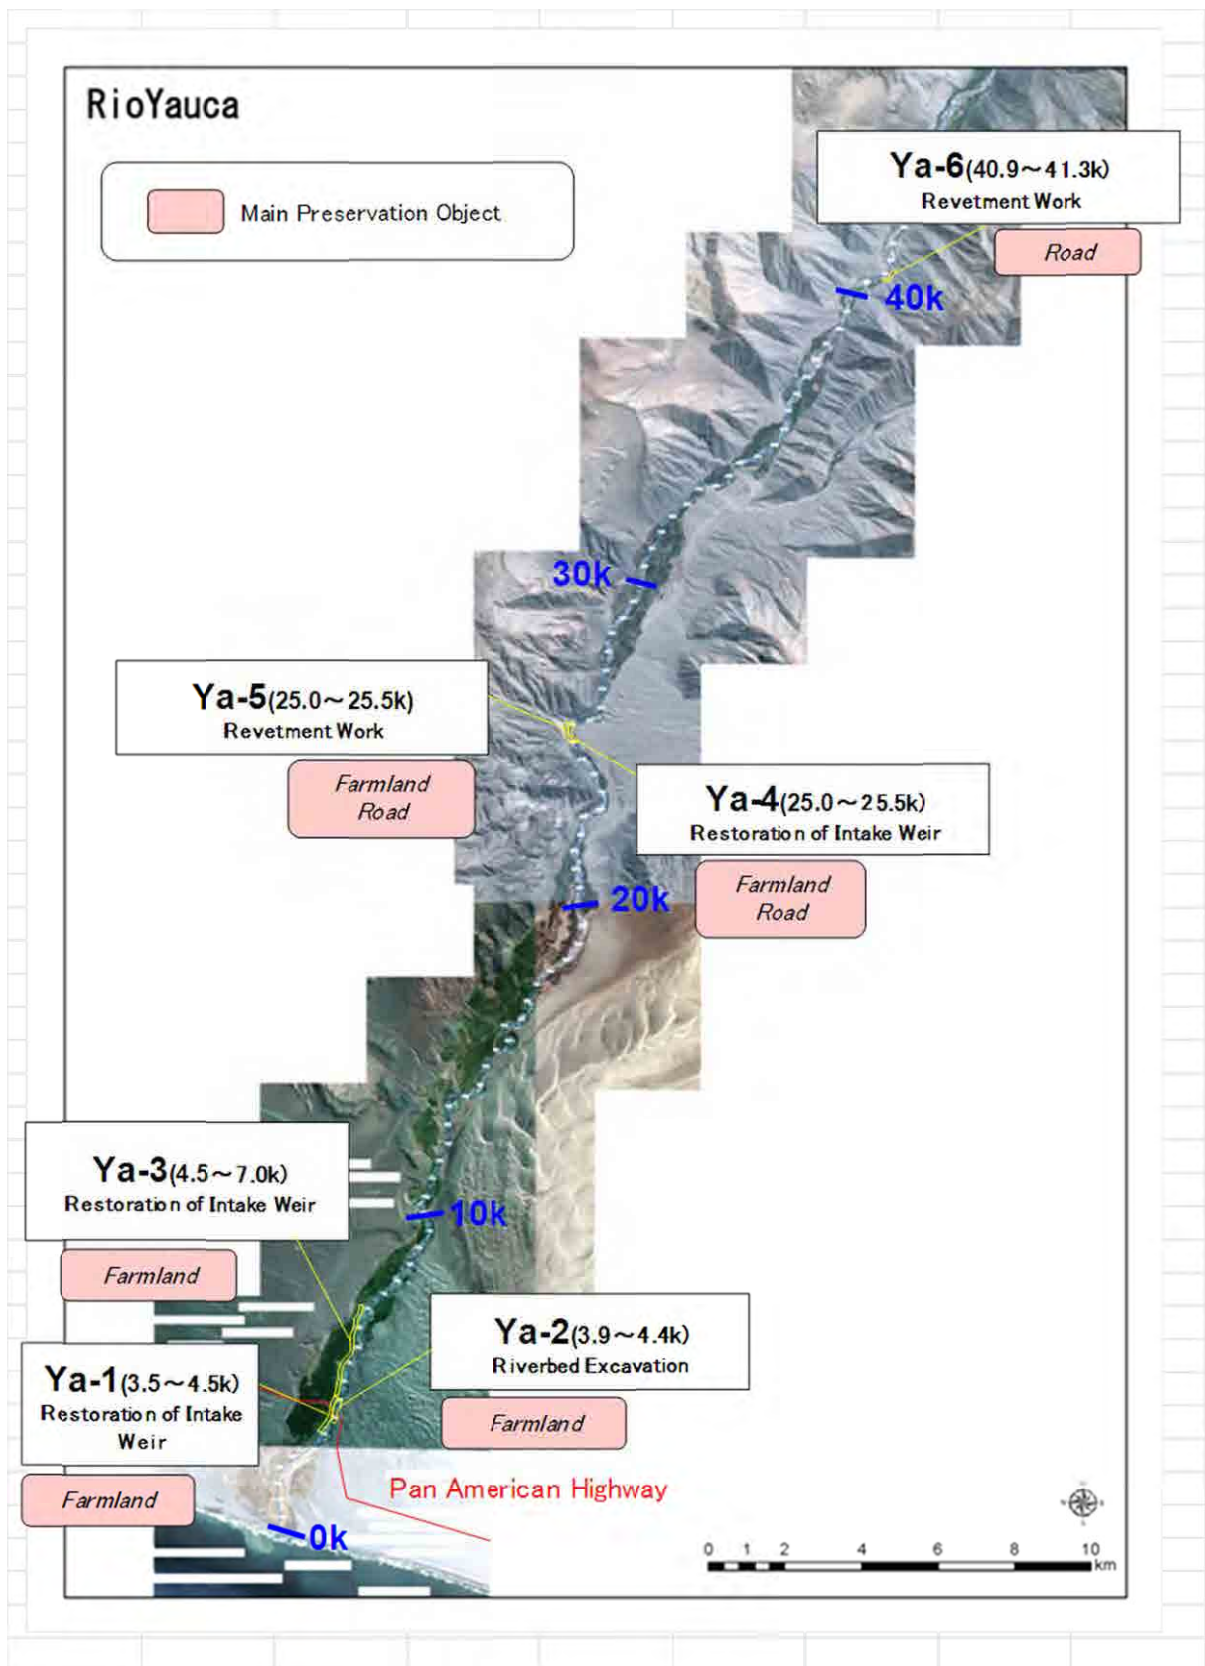 RioYauca
Main Preservation Object
Ya-6(40.9～41.3k)
Revetment Work
Road
40k
30k
Ya-5(25.0～25.5k)
Revetment Work
Farmland
Road
Ya-4(25.0～25.5k)
Restoration of Intake Weir
Farmland
Road
20k
Ya-3(4.5～7.0k)
Restoration of Intake Weir
Farmland
10k
Ya-2(3.9～4.4k)
Riverbed Excavation
Farmland
Ya-1(3.5～4.5k)
Restoration of Intake
Weir
Farmland
Pan American Highway
0k
0 1 2 4 6 8 10
km